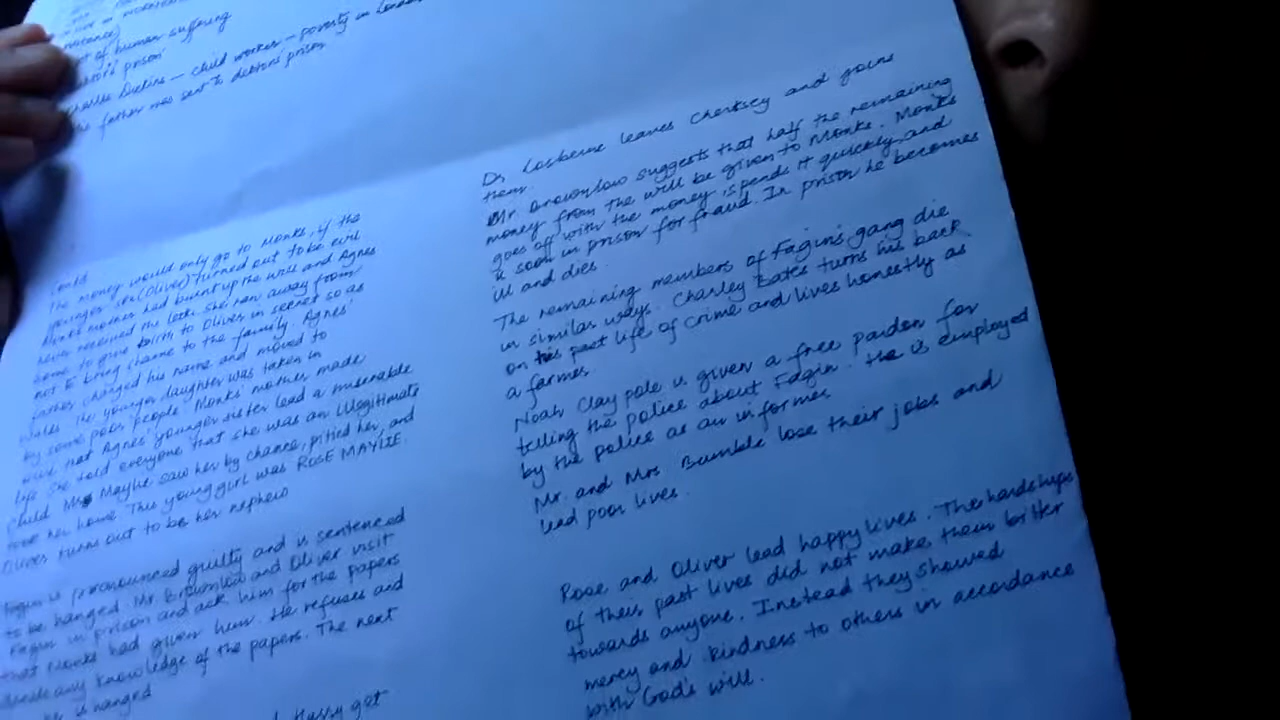 of human suffering
debtors' prison
Charles Dickens - child worker - poverty in London
father was sent to debtors prison
The money would only go to Monks, if the
younger (Oliver) turned out to be evil
Monks mother had burnt up the will and Agnes
never received the letter. She ran away from
home to give birth to Oliver in secret so as
not to bring shame to the family. Agnes'
father changed his name and moved to
Wales. The younger daughter was taken in
by some poor people. Monks' mother made
sure that Agnes' younger sister lead a miserable
life. She told everyone that she was an illegitimate
child. Mrs Maylie saw her by chance, pitied her, and
took her home. This young girl was ROSE MAYLIE.
Oliver turns out to be her nephew
Fagin is pronounced guilty and is sentenced
to be hanged. Mr Brownlow and Oliver visit
Fagin in prison and ask him for the papers
that Monks had given him. He refuses and
denies any knowledge of the papers. The next
he is hanged
Harry got
Dr Losberne leaves Chertsey and joins
them.
Mr. Brownlow suggests that half the remaining
money from the will be given to Monks. Monks
goes off with the money, spends it quickly, and
is soon in prison for fraud. In prison he becomes
ill and dies.
The remaining members of Fagin's gang die
in similar ways. Charley Bates turns his back
on his past life of crime and lives honestly as
a farmer.
Noah Claypole is given a free pardon for
telling the police about Fagin. He is employed
by the police as an informer.
Mr. and Mrs Bumble lose their jobs and
lead poor lives.
Rose and Oliver lead happy lives. The hardships
of their past lives did not make them bitter
towards anyone. Instead they showed
mercy and kindness to others in accordance
with God's will.